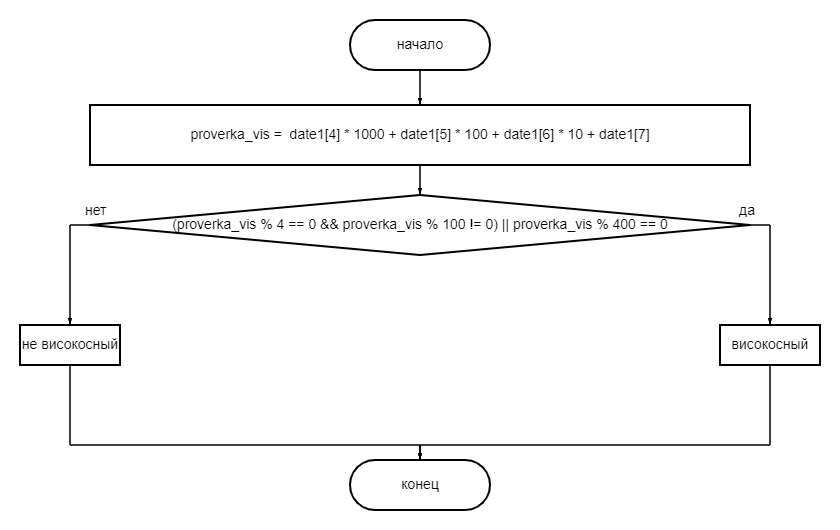 начало
proverka_vis = date1[4] * 1000 + date1[5] * 100 + date1[6] * 10 + date1[7]
нет
да
(proverka_vis % 4 == 0 && proverka_vis % 100 != 0) || proverka_vis % 400 == 0
не високосный
високосный
конец